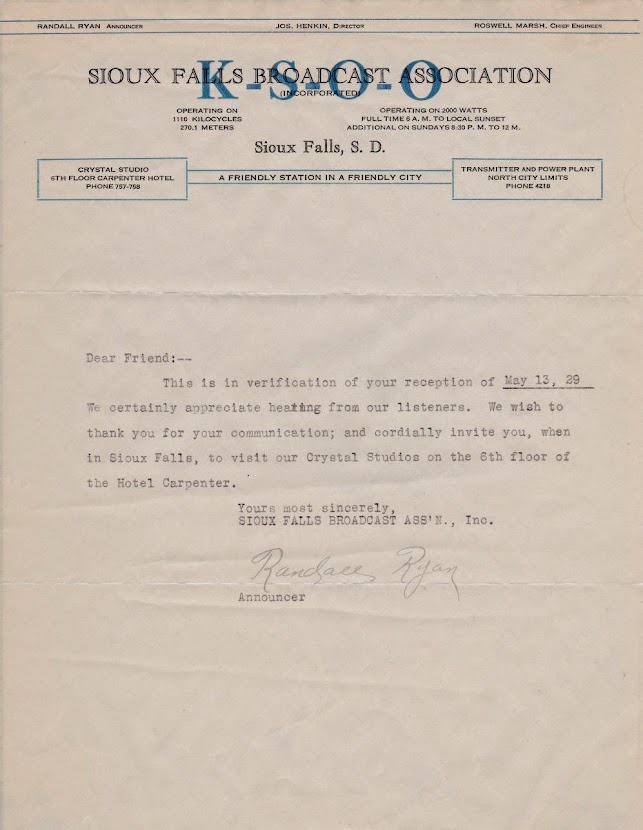 RANDALL RYAN ANNOUNCER JOS. HENKIN, DIRECTOR ROSWELL MARSH, CHIEF ENGINEER
K-S-O-O
SIOUX FALLS BROADCAST ASSOCIATION
(INCORPORATED)
OPERATING ON
1110 KILOCYCLES
270.1 METERS
OPERATING ON 2000 WATTS
FULL TIME 6 A. M. TO LOCAL SUNSET
ADDITIONAL ON SUNDAYS 8:30 P. M. TO 12 M.
Sioux Falls, S. D.
CRYSTAL STUDIO
6TH FLOOR CARPENTER HOTEL
PHONE 757-758
A FRIENDLY STATION IN A FRIENDLY CITY
TRANSMITTER AND POWER PLANT
NORTH CITY LIMITS
PHONE 4218
Dear Friend:--
This is in verification of your reception of May 13, 29
We certainly appreciate hearing from our listeners. We wish to
thank you for your communication; and cordially invite you, when
in Sioux Falls, to visit our Crystal Studios on the 6th floor of
the Hotel Carpenter.
Yours most sincerely,
SIOUX FALLS BROADCAST ASS'N., Inc.
Randall Ryan
Announcer